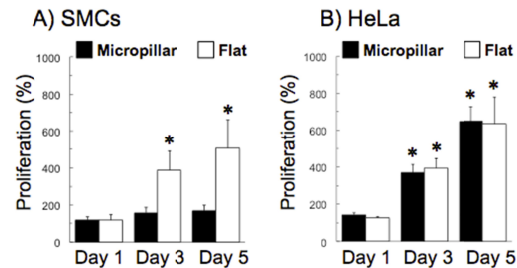 A) SMCs
Micropillar Flat
Proliferation (%)
1000
800
600
400
200
0
* *
Day 1 Day 3 Day 5
B) HeLa
Micropillar Flat
Proliferation (%)
1000
800
600
400
200
0
* * * *
Day 1 Day 3 Day 5